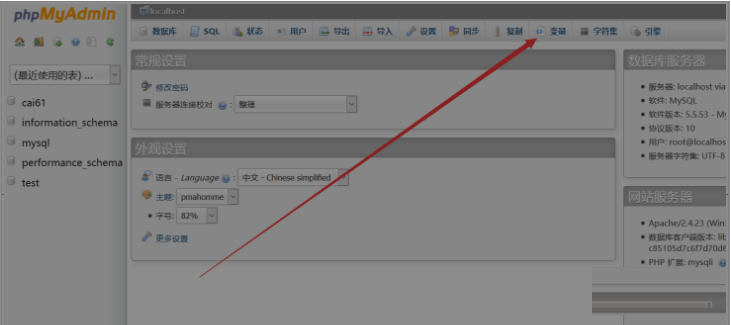 phpMyAdmin
(最近使用的表) ...
cai61
information_schema
mysql
performance_schema
test
localhost
数据库 SQL 状态 用户 导出 导入 设置 同步 复制 变量 字符集 引擎
常规设置
修改密码
服务器连接校对 : 整理
外观设置
语言 - Language : 中文 - Chinese simplified
主题: pmahomme
字号: 82%
更多设置
数据库服务器
服务器: localhost via
软件: MySQL
软件版本: 5.5.53 - My
协议版本: 10
用户: root@localhos
服务器字符集: UTF-8
网站服务器
Apache/2.4.23 (Win
数据库客户端版本: lib
c85105d7c6f7d70d6
PHP 扩展: mysqli